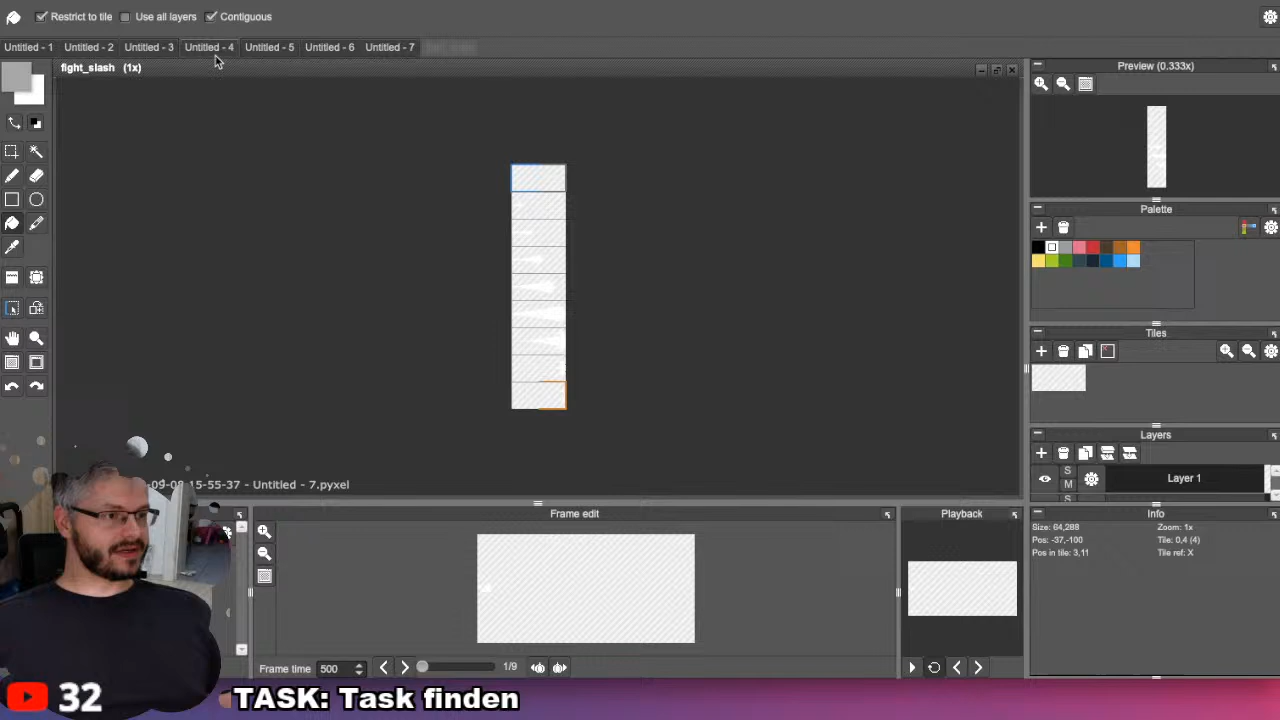 Restrict to tile Use all layers Contiguous
Untitled - 1 Untitled - 2 Untitled - 3 Untitled - 4 Untitled - 5 Untitled - 6 Untitled - 7
fight_slash (1x)
Preview (0.333x)
Palette
Tiles
Layers
S
M
Layer 1
S
-09-08 15-55-37 - Untitled - 7.pyxel
Frame edit
Playback
Info
Size: 64,288
Zoom: 1x
Pos: -37,-100
Tile: 0,4 (4)
Pos in tile: 3,11
Tile ref: X
Frame time 500
1/9
32
TASK: Task finden